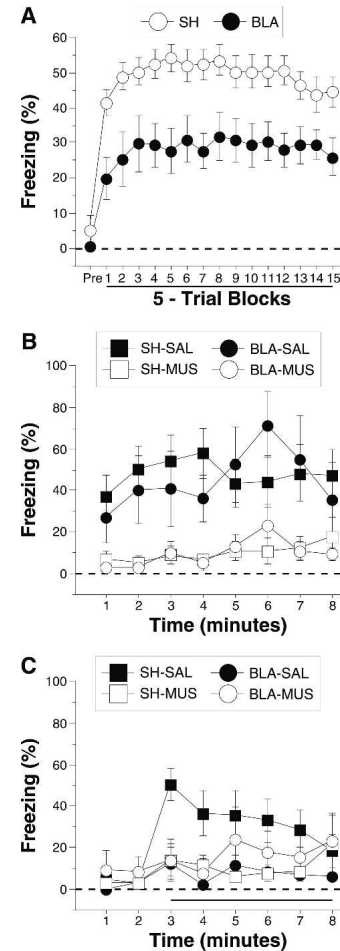 A
SH BLA
Freezing (%)
60
50
40
30
20
10
0
Pre 1 2 3 4 5 6 7 8 9 10 11 12 13 14 15
5 - Trial Blocks
B
SH-SAL BLA-SAL
SH-MUS BLA-MUS
Freezing (%)
100
80
60
40
20
0
1 2 3 4 5 6 7 8
Time (minutes)
C
SH-SAL BLA-SAL
SH-MUS BLA-MUS
Freezing (%)
100
80
60
40
20
0
1 2 3 4 5 6 7 8
Time (minutes)